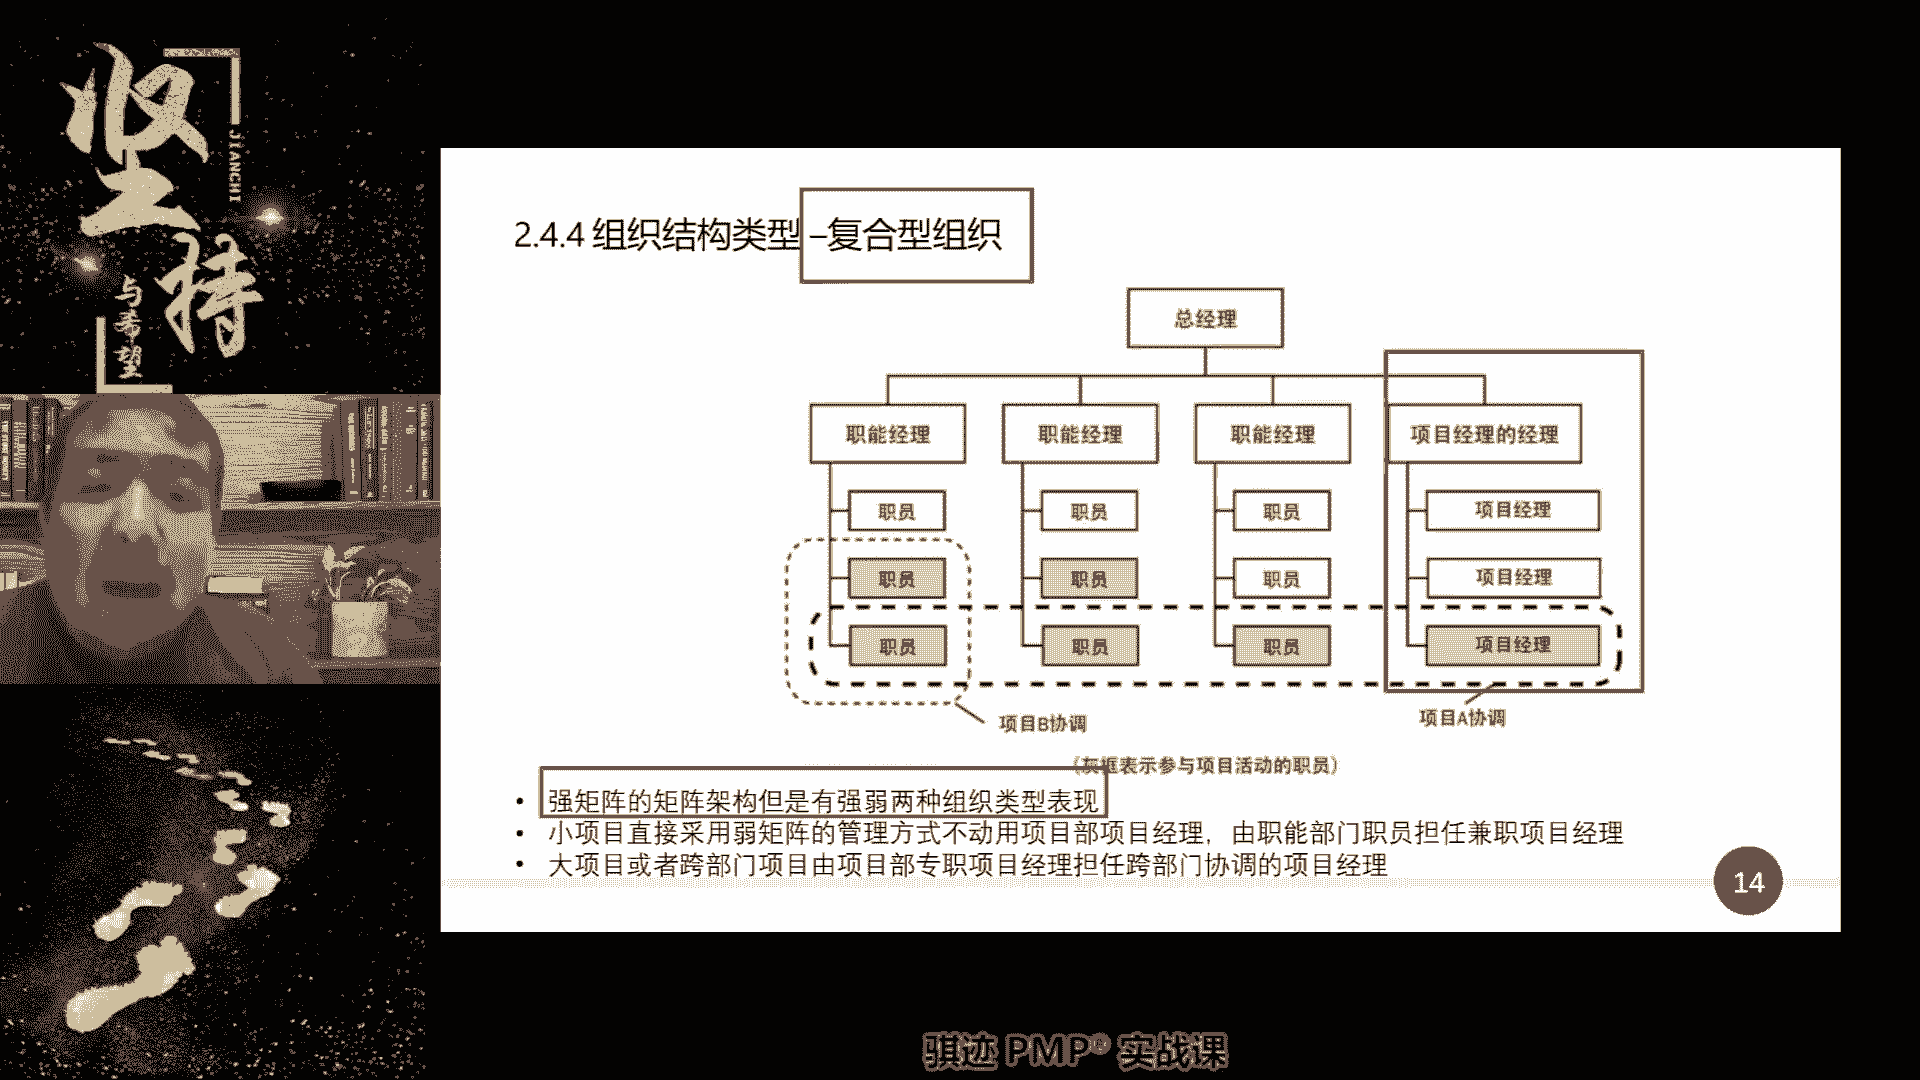 坚持
JIANCHI
与希望
2.4.4 组织结构类型 –复合型组织
总经理
职能经理 职能经理 职能经理 项目经理的经理
职员 职员 职员 项目经理
职员 职员 职员 项目经理
职员 职员 职员 项目经理
项目B协调 项目A协调
(灰框表示参与项目活动的职员)
• 强矩阵的矩阵架构但是有强弱两种组织类型表现
• 小项目直接采用弱矩阵的管理方式不动用项目部项目经理，由职能部门职员担任兼职项目经理
• 大项目或者跨部门项目由项目部专职项目经理担任跨部门协调的项目经理
14
骐迹 PMP® 实战课